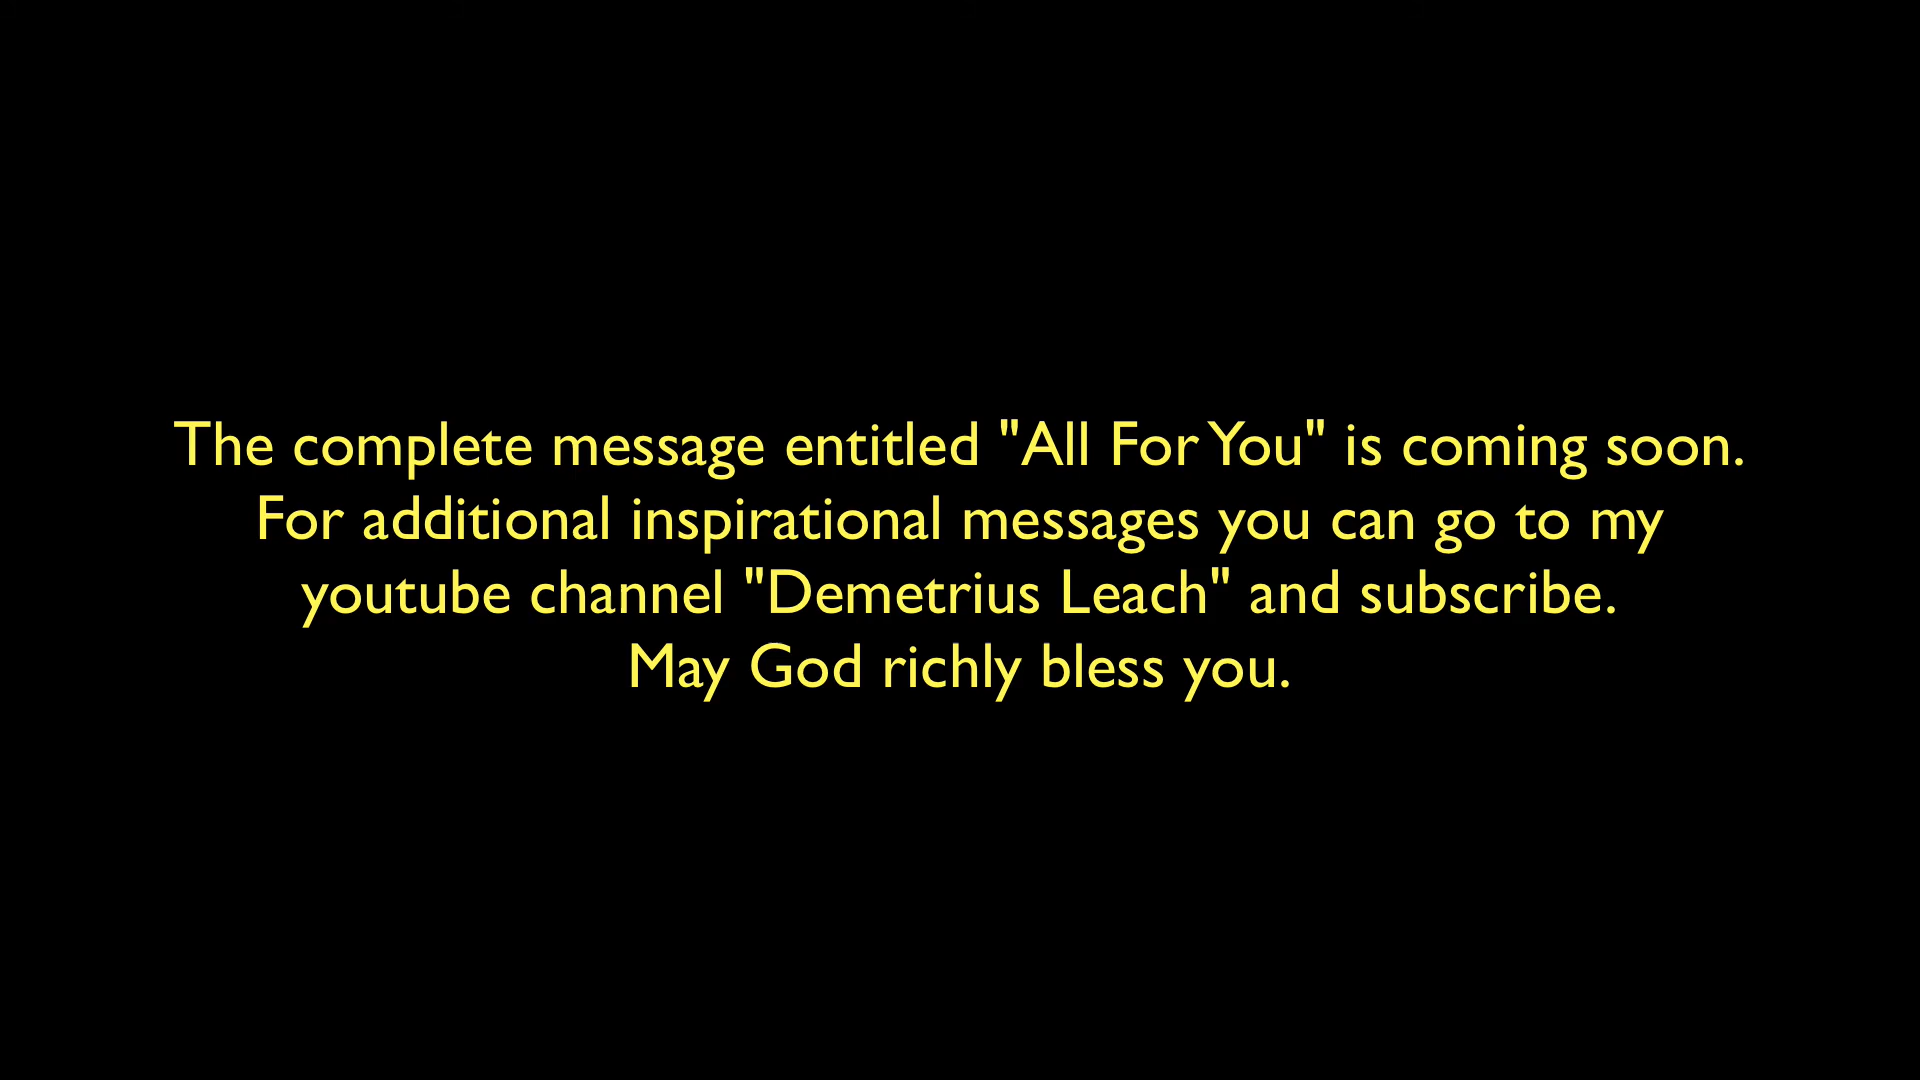 The complete message entitled "All For You" is coming soon.
For additional inspirational messages you can go to my
youtube channel "Demetrius Leach" and subscribe.
May God richly bless you.